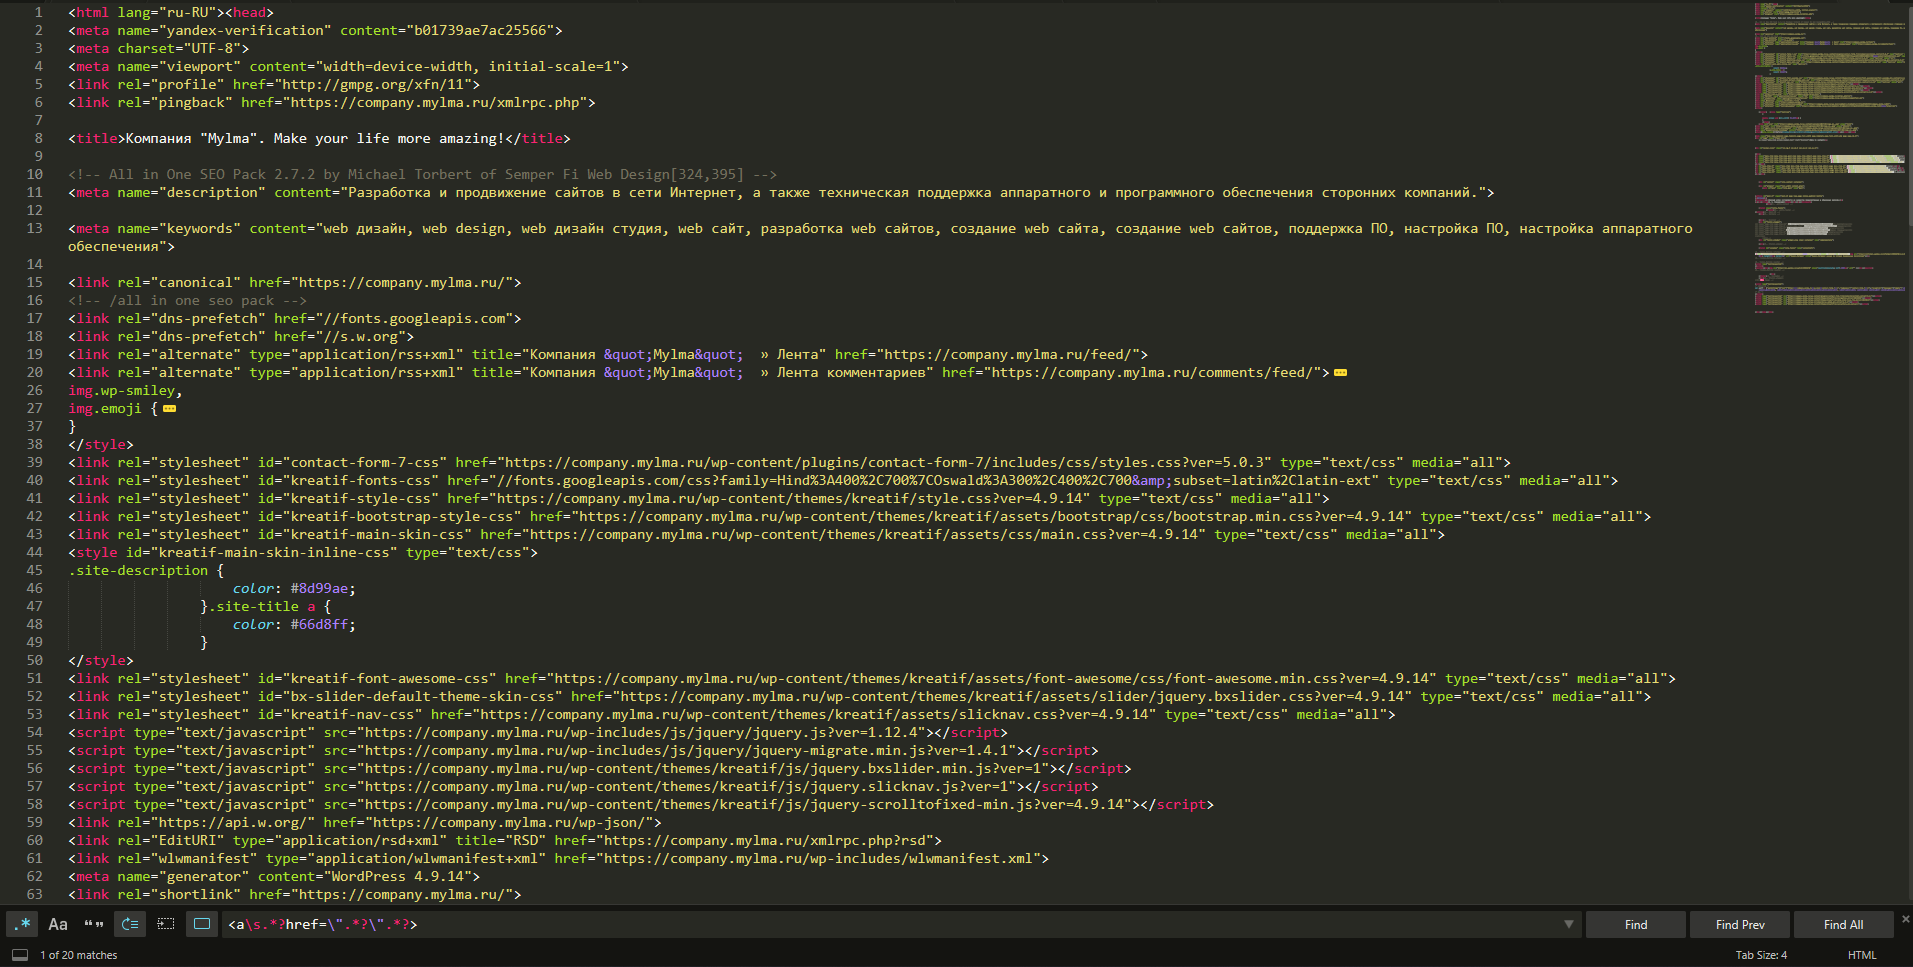 1 <html lang="ru-RU"><head>
2 <meta name="yandex-verification" content="b01739ae7ac25566">
3 <meta charset="UTF-8">
4 <meta name="viewport" content="width=device-width, initial-scale=1">
5 <link rel="profile" href="http://gmpg.org/xfn/11">
6 <link rel="pingback" href="https://company.mylma.ru/xmlrpc.php">
7
8 <title>Компания "Mylma". Make your life more amazing!</title>
9
10 <!-- All in One SEO Pack 2.7.2 by Michael Torbert of Semper Fi Web Design[324,395] -->
11 <meta name="description" content="Разработка и продвижение сайтов в сети Интернет, а также техническая поддержка аппаратного и программного обеспечения сторонних компаний.">
12
13 <meta name="keywords" content="web дизайн, web design, web дизайн студия, web сайт, разработка web сайтов, создание web сайта, создание web сайтов, поддержка ПО, настройка ПО, настройка аппаратного
обеспечения">
14
15 <link rel="canonical" href="https://company.mylma.ru/">
16 <!-- /all in one seo pack -->
17 <link rel="dns-prefetch" href="//fonts.googleapis.com">
18 <link rel="dns-prefetch" href="//s.w.org">
19 <link rel="alternate" type="application/rss+xml" title="Компания &quot;Mylma&quot;  » Лента" href="https://company.mylma.ru/feed/">
20 <link rel="alternate" type="application/rss+xml" title="Компания &quot;Mylma&quot;  » Лента комментариев" href="https://company.mylma.ru/comments/feed/">
26 img.wp-smiley,
27 img.emoji {
37 }
38 </style>
39 <link rel="stylesheet" id="contact-form-7-css" href="https://company.mylma.ru/wp-content/plugins/contact-form-7/includes/css/styles.css?ver=5.0.3" type="text/css" media="all">
40 <link rel="stylesheet" id="kreatif-fonts-css" href="//fonts.googleapis.com/css?family=Hind%3A400%2C700%7COswald%3A300%2C400%2C700&amp;subset=latin%2Clatin-ext" type="text/css" media="all">
41 <link rel="stylesheet" id="kreatif-style-css" href="https://company.mylma.ru/wp-content/themes/kreatif/style.css?ver=4.9.14" type="text/css" media="all">
42 <link rel="stylesheet" id="kreatif-bootstrap-style-css" href="https://company.mylma.ru/wp-content/themes/kreatif/assets/bootstrap/css/bootstrap.min.css?ver=4.9.14" type="text/css" media="all">
43 <link rel="stylesheet" id="kreatif-main-skin-css" href="https://company.mylma.ru/wp-content/themes/kreatif/assets/css/main.css?ver=4.9.14" type="text/css" media="all">
44 <style id="kreatif-main-skin-inline-css" type="text/css">
45 .site-description {
46 color: #8d99ae;
47 }.site-title a {
48 color: #66d8ff;
49 }
50 </style>
51 <link rel="stylesheet" id="kreatif-font-awesome-css" href="https://company.mylma.ru/wp-content/themes/kreatif/assets/font-awesome/css/font-awesome.min.css?ver=4.9.14" type="text/css" media="all">
52 <link rel="stylesheet" id="bx-slider-default-theme-skin-css" href="https://company.mylma.ru/wp-content/themes/kreatif/assets/slider/jquery.bxslider.css?ver=4.9.14" type="text/css" media="all">
53 <link rel="stylesheet" id="kreatif-nav-css" href="https://company.mylma.ru/wp-content/themes/kreatif/assets/slicknav.css?ver=4.9.14" type="text/css" media="all">
54 <script type="text/javascript" src="https://company.mylma.ru/wp-includes/js/jquery/jquery.js?ver=1.12.4"></script>
55 <script type="text/javascript" src="https://company.mylma.ru/wp-includes/js/jquery/jquery-migrate.min.js?ver=1.4.1"></script>
56 <script type="text/javascript" src="https://company.mylma.ru/wp-content/themes/kreatif/js/jquery.bxslider.min.js?ver=1"></script>
57 <script type="text/javascript" src="https://company.mylma.ru/wp-content/themes/kreatif/js/jquery.slicknav.js?ver=1"></script>
58 <script type="text/javascript" src="https://company.mylma.ru/wp-content/themes/kreatif/js/jquery-scrolltofixed-min.js?ver=4.9.14"></script>
59 <link rel="https://api.w.org/" href="https://company.mylma.ru/wp-json/">
60 <link rel="EditURI" type="application/rsd+xml" title="RSD" href="https://company.mylma.ru/xmlrpc.php?rsd">
61 <link rel="wlwmanifest" type="application/wlwmanifest+xml" href="https://company.mylma.ru/wp-includes/wlwmanifest.xml">
62 <meta name="generator" content="WordPress 4.9.14">
63 <link rel="shortlink" href="https://company.mylma.ru/">
.* Aa “” <a\s.*?href=\".*?\".*?> Find Find Prev Find All
1 of 20 matches Tab Size: 4 HTML